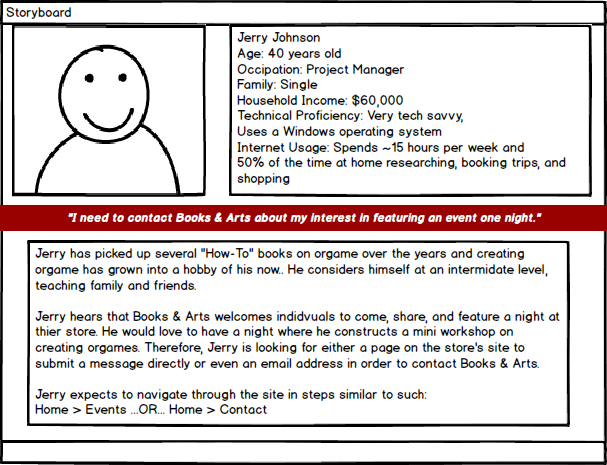 Storyboard
Jerry Johnson
Age: 40 years old
Occipation: Project Manager
Family: Single
Household Income: $60,000
Technical Proficiency: Very tech savvy,
Uses a Windows operating system
Internet Usage: Spends ~15 hours per week and
50% of the time at home researching, booking trips, and
shopping
"I need to contact Books & Arts about my interest in featuring an event one night."
Jerry has picked up several "How-To" books on orgame over the years and creating
orgame has grown into a hobby of his now.. He considers himself at an intermidate level,
teaching family and friends.
Jerry hears that Books & Arts welcomes indidvuals to come, share, and feature a night at
thier store. He would love to have a night where he constructs a mini workshop on
creating orgames. Therefore, Jerry is looking for either a page on the store's site to
submit a message directly or even an email address in order to contact Books & Arts.
Jerry expects to navigate through the site in steps similar to such:
Home > Events ...OR... Home > Contact